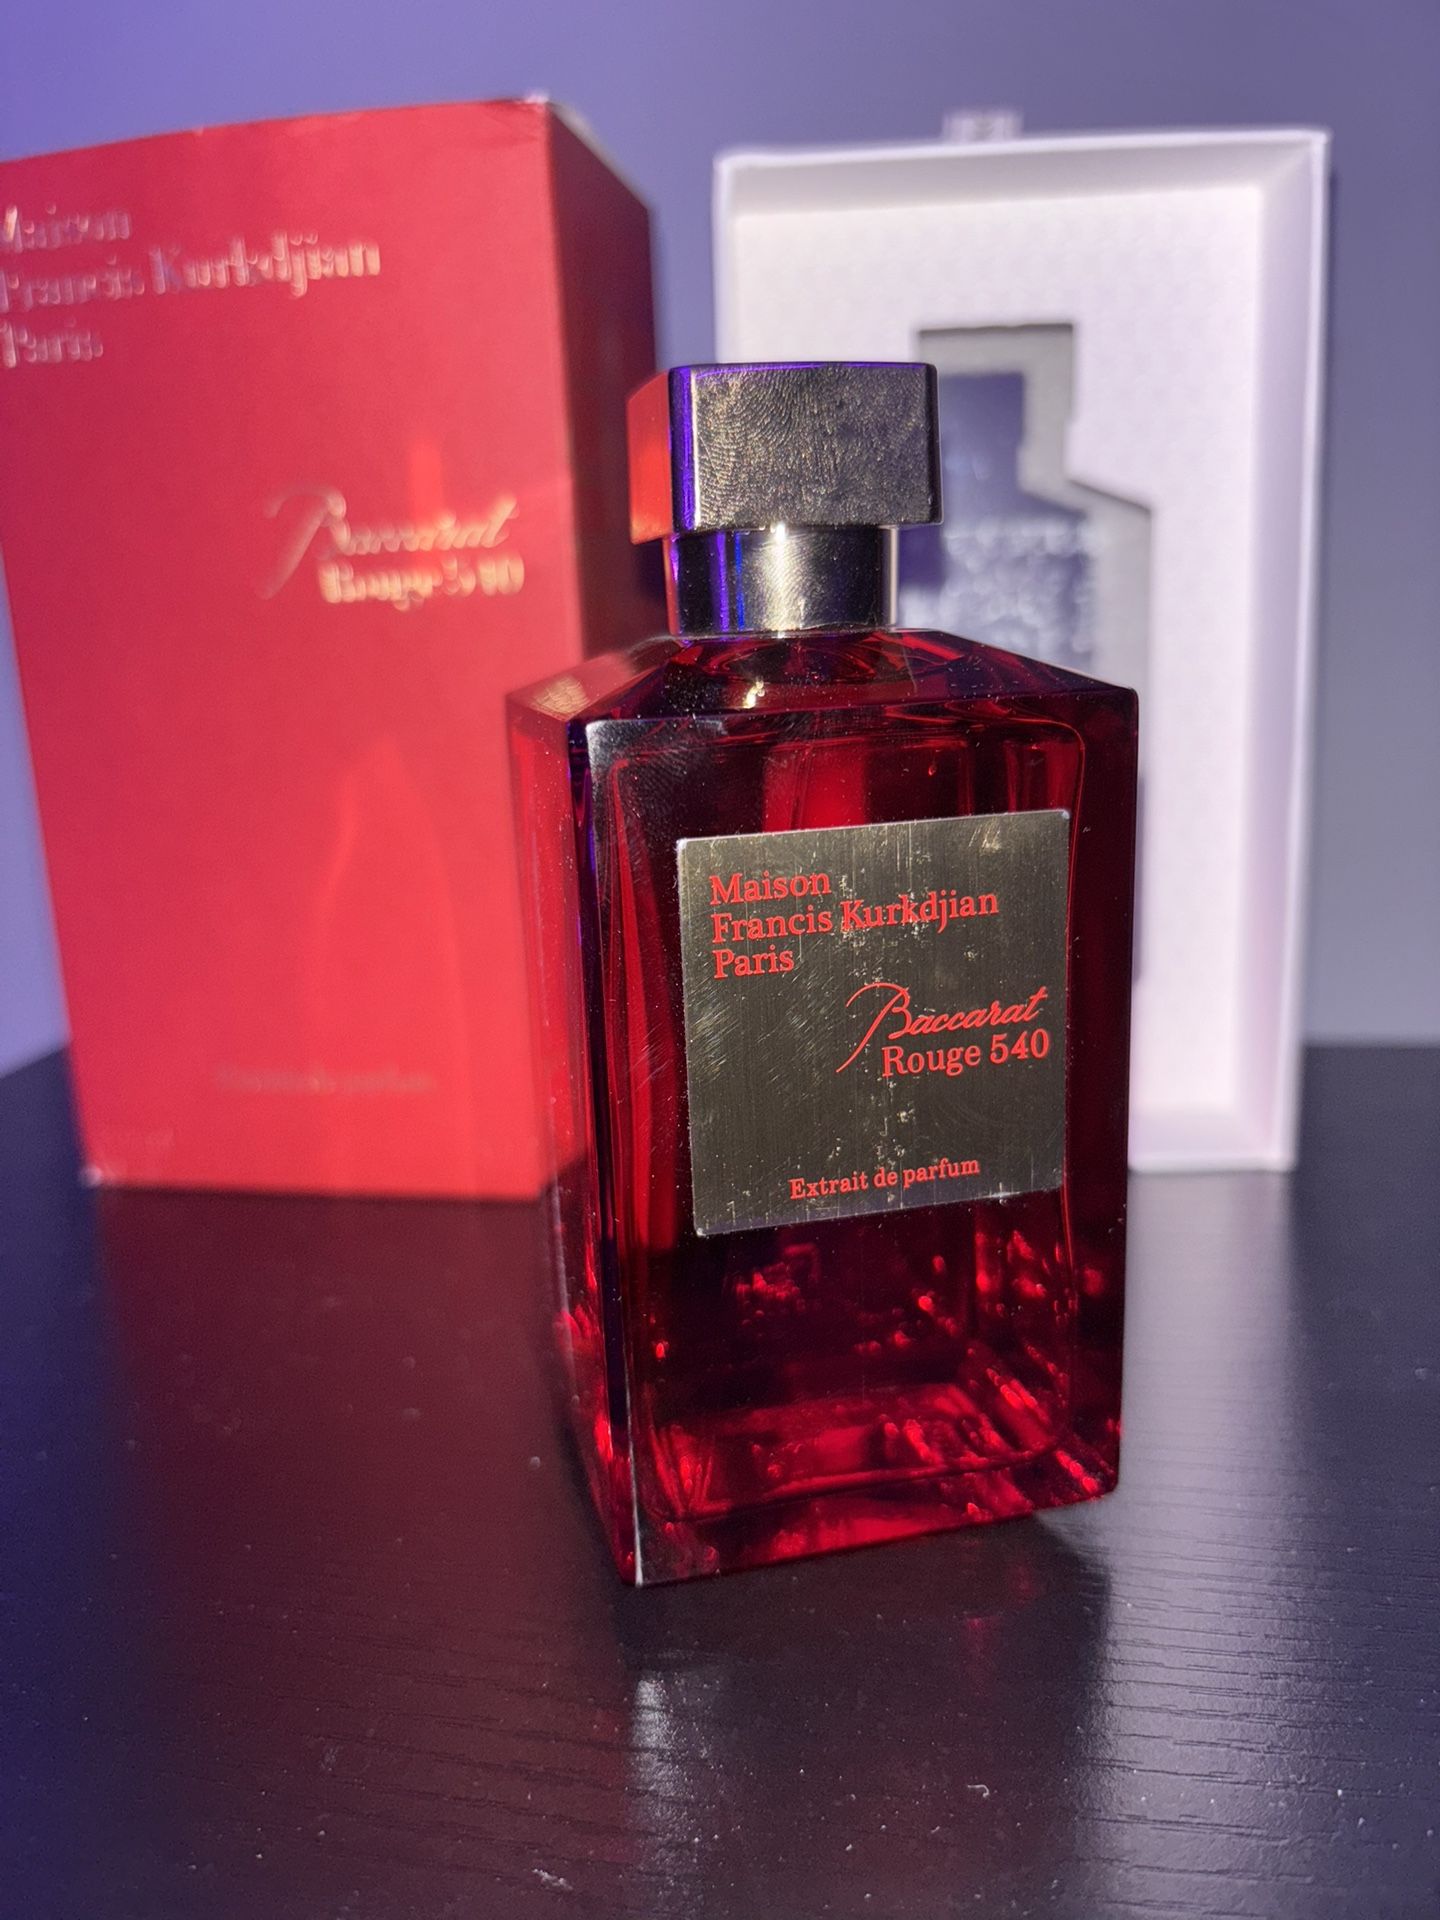 Maison
Francis Kurkdjian
Paris
Baccarat
Rouge 540
Maison
Francis Kurkdjian
Paris
Baccarat
Rouge 540
Extrait de parfum